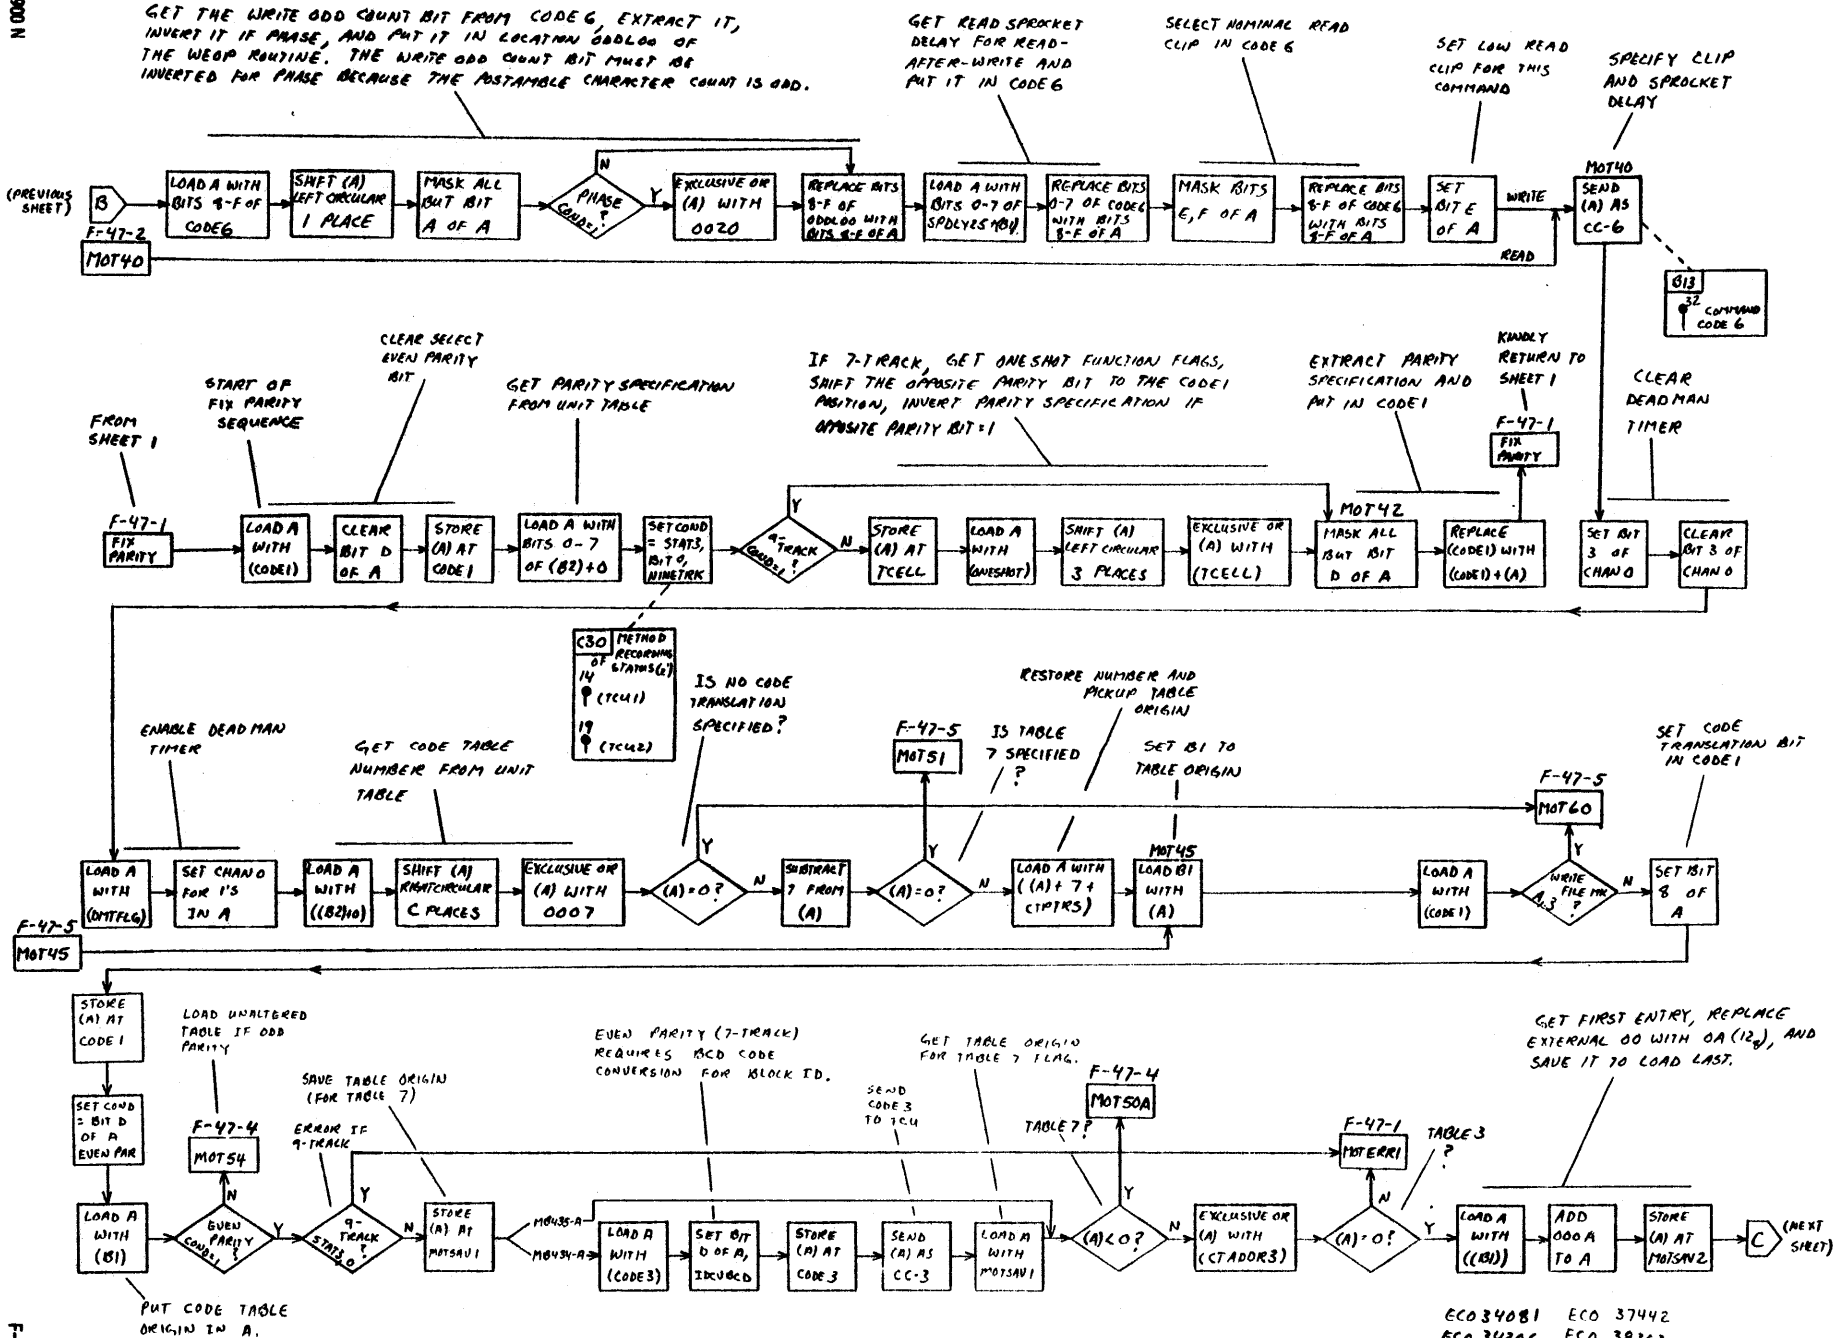 N 006
GET THE WRITE ODD COUNT BIT FROM CODE 6, EXTRACT IT,
INVERT IT IF PHASE, AND PUT IT IN LOCATION ODDLOO OF
THE WEOP ROUTINE. THE WRITE ODD COUNT BIT MUST BE
INVERTED FOR PHASE BECAUSE THE POSTAMBLE CHARACTER COUNT IS ODD.
GET READ SPROCKET
DELAY FOR READ-
AFTER-WRITE AND
PUT IT IN CODE 6
SELECT NOMINAL READ
CLIP IN CODE 6
SET LOW READ
CLIP FOR THIS
COMMAND
SPECIFY CLIP
AND SPROCKET
DELAY
(PREVIOUS
SHEET)
B
LOAD A WITH
BITS 8-F OF
CODE6
SHIFT (A)
LEFT CIRCULAR
1 PLACE
MASK ALL
BUT BIT
A OF A
N
PHASE
COND=1
?
Y
EXCLUSIVE OR
(A) WITH
0020
REPLACE BITS
8-F OF
ODDLOO WITH
BITS 8-F OF A
LOAD A WITH
BITS 0-7 OF
SPDLY25+(B1)
REPLACE BITS
0-7 OF CODE6
WITH BITS
8-F OF A
MASK BITS
E,F OF A
REPLACE BITS
8-F OF CODE6
WITH BITS
8-F OF A
SET
BIT E
OF A
WRITE
MOT40
SEND
(A) AS
CC-6
F-47-2
MOT40
READ
B13
32
COMMAND
CODE 6
FROM
SHEET 1
START OF
FIX PARITY
SEQUENCE
CLEAR SELECT
EVEN PARITY
BIT
GET PARITY SPECIFICATION
FROM UNIT TABLE
IF 7-TRACK, GET ONESHOT FUNCTION FLAGS,
SHIFT THE OPPOSITE PARITY BIT TO THE CODE1
POSITION, INVERT PARITY SPECIFICATION IF
OPPOSITE PARITY BIT=1
EXTRACT PARITY
SPECIFICATION AND
PUT IN CODE1
KINDLY
RETURN TO
SHEET 1
F-47-1
FIX
PARITY
CLEAR
DEADMAN
TIMER
F-47-1
FIX
PARITY
LOAD A
WITH
(CODE1)
CLEAR
BIT D
OF A
STORE
(A) AT
CODE1
LOAD A WITH
BITS 0-7
OF (B2)+0
SET COND
= STAT3,
BIT 0,
NINETRK
Y
9-
TRACK
COND=1
?
N
STORE
(A) AT
TCELL
LOAD A
WITH
(ONESHOT)
SHIFT (A)
LEFT CIRCULAR
3 PLACES
EXCLUSIVE OR
(A) WITH
(TCELL)
MOT42
MASK ALL
BUT BIT
D OF A
REPLACE
(CODE1) WITH
(CODE1)+(A)
SET BIT
3 OF
CHAN 0
CLEAR
BIT 3 OF
CHAN 0
C30
METHOD
OF RECORDING
STATUS(2')
14
(TCU1)
19
(TCU2)
ENABLE DEADMAN
TIMER
GET CODE TABLE
NUMBER FROM UNIT
TABLE
IS NO CODE
TRANSLATION
SPECIFIED?
F-47-5
MOT51
IS TABLE
7 SPECIFIED
?
RESTORE NUMBER AND
PICKUP TABLE
ORIGIN
SET B1 TO
TABLE ORIGIN
F-47-5
MOT60
SET CODE
TRANSLATION BIT
IN CODE1
LOAD A
WITH
(DMTFLG)
SET CHAN 0
FOR 1'S
IN A
LOAD A
WITH
((B2)+0)
SHIFT (A)
RIGHT CIRCULAR
C PLACES
EXCLUSIVE OR
(A) WITH
0007
Y
(A)=0?
N
SUBTRACT
7 FROM
(A)
Y
(A)=0?
N
LOAD A WITH
((A)+7+
CTPTRS)
MOT45
LOAD B1
WITH
(A)
LOAD A
WITH
(CODE1)
Y
WRITE
FILE MK
A,3
?
N
SET BIT
8 OF
A
F-47-5
MOT45
STORE
(A) AT
CODE1
LOAD UNALTERED
TABLE IF ODD
PARITY
EVEN PARITY (7-TRACK)
REQUIRES BCD CODE
CONVERSION FOR BLOCK ID.
GET TABLE ORIGIN
FOR TABLE 7 FLAG.
GET FIRST ENTRY, REPLACE
EXTERNAL 00 WITH 0A (12₈), AND
SAVE IT TO LOAD LAST.
SET COND
= BIT D
OF A
EVEN PAR
F-47-4
MOT54
SAVE TABLE ORIGIN
(FOR TABLE 7)
ERROR IF
9-TRACK
SEND
CODE 3
TO TCU
F-47-4
MOT50A
TABLE 7?
F-47-1
MOTERR1
TABLE 3
?
LOAD A
WITH
(B1)
N
EVEN
PARITY
COND=1
?
Y
Y
9-
TRACK
STAT3,0
?
N
STORE
(A) AT
MOTSAV1
MB435-A
MB434-A
LOAD A
WITH
(CODE3)
SET BIT
D OF A,
IDCVBCD
STORE
(A) AT
CODE3
SEND
(A) AS
CC-3
LOAD A
WITH
MOTSAV1
Y
(A)<0?
N
EXCLUSIVE OR
(A) WITH
(CTADDR3)
N
(A)=0?
Y
LOAD A
WITH
((B1))
ADD
000A
TO A
STORE
(A) AT
MOTSAV2
C
(NEXT
SHEET)
PUT CODE TABLE
ORIGIN IN A.
ECO 34081 ECO 37442